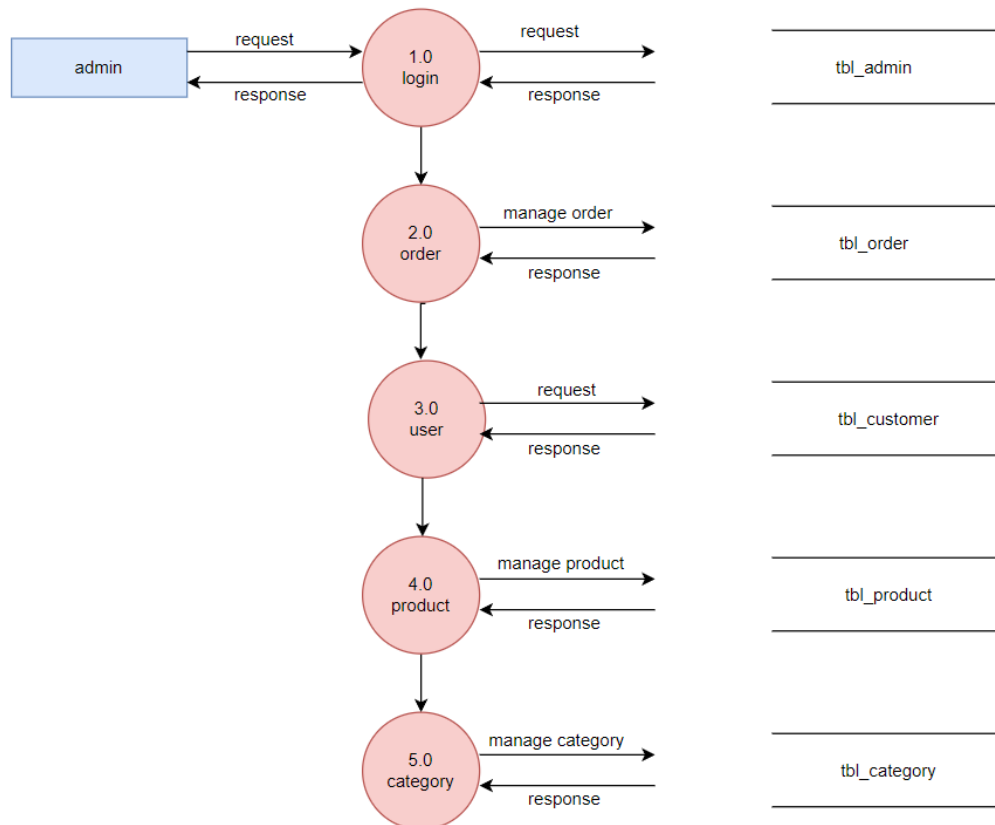 request
request
admin
1.0
login
tbl_admin
response
response
manage order
2.0
order
tbl_order
response
request
3.0
user
tbl_customer
response
manage product
4.0
product
tbl_product
response
manage category
5.0
category
tbl_category
response